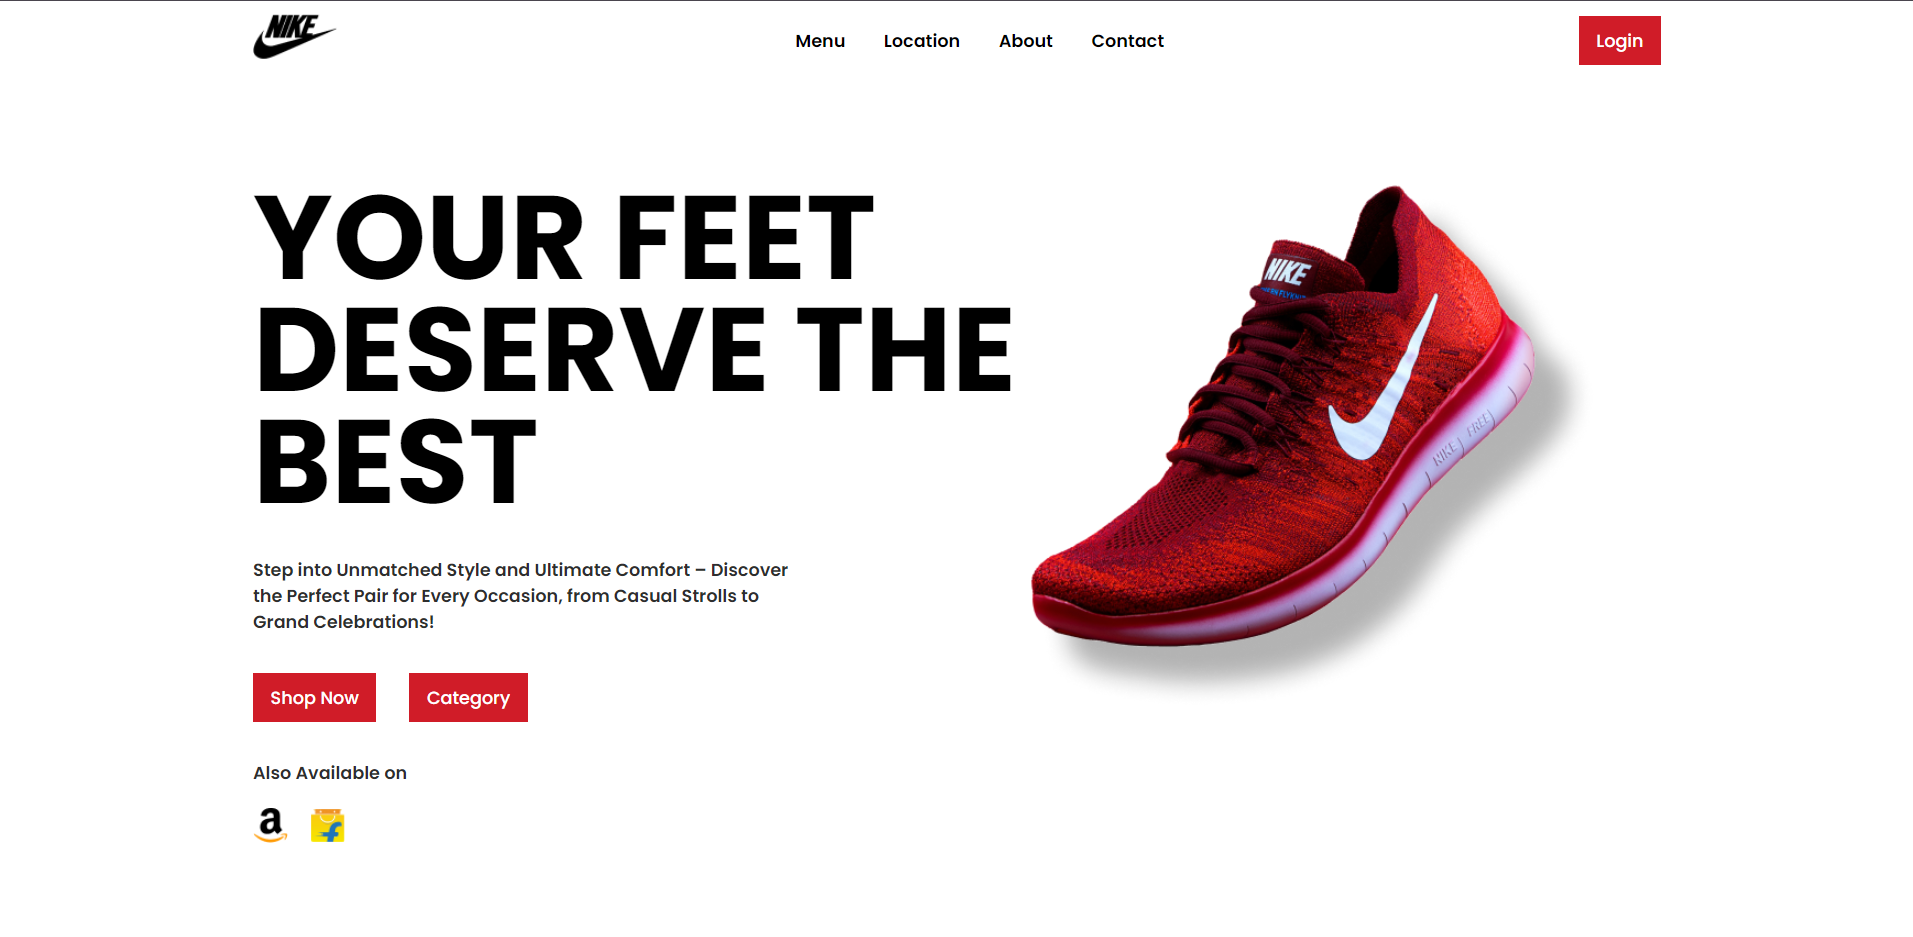 NIKE
Menu Location About Contact
Login
YOUR FEET
DESERVE THE
BEST
NIKE
NIKE FREE
Step into Unmatched Style and Ultimate Comfort – Discover
the Perfect Pair for Every Occasion, from Casual Strolls to
Grand Celebrations!
Shop Now Category
Also Available on
a
f